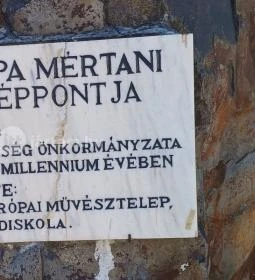 PA MÉRTANI
ÉPPONTJA
SÉG ÖNKORMÁNYZATA
MILLENNIUM ÉVÉBEN
E:
RÓPAI MŰVÉSZTELEP,
DISKOLA.